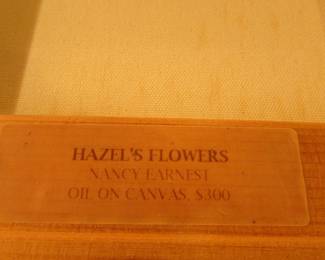 HAZEL'S FLOWERS
NANCY EARNEST
OIL ON CANVAS, $300